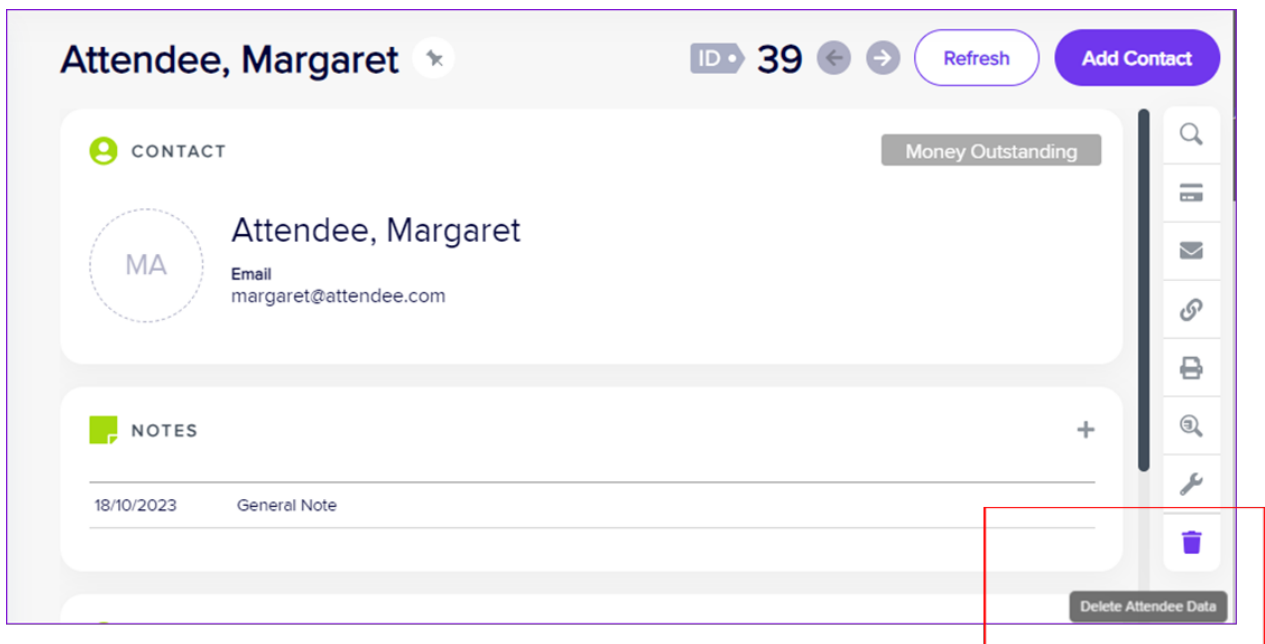 Attendee, Margaret ID 39 Refresh Add Contact
CONTACT Money Outstanding
MA
Attendee, Margaret
Email
margaret@attendee.com
NOTES +
18/10/2023 General Note
Delete Attendee Data